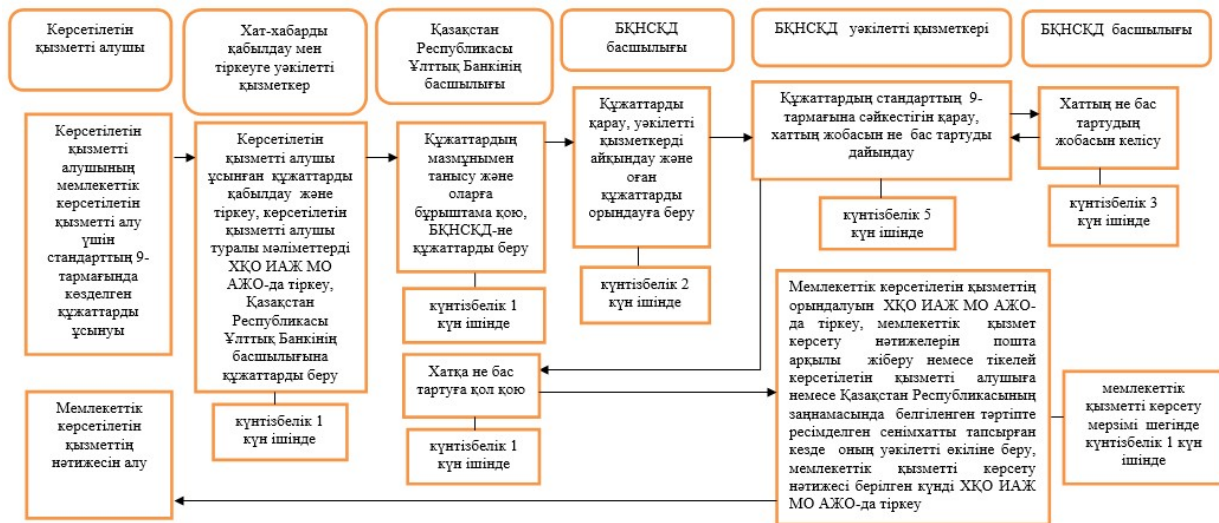 Көрсетілетін
қызметті алушы
Хат-хабарды
қабылдау мен
тіркеуге уәкілетті
қызметкер
Қазақстан
Республикасы
Ұлттық Банкінің
басшылығы
БҚНСҚД
басшылығы
БҚНСҚД уәкілетті қызметкері
БҚНСҚД басшылығы
Көрсетілетін
қызметті
алушының
мемлекеттік
көрсетілетін
қызметті алу
үшін
стандарттың 9-
тармағында
көзделген
құжаттарды
ұсынуы
Көрсетілетін
қызметті алушы
ұсынған құжаттарды
қабылдау және
тіркеу, көрсетілетін
қызметті алушы
туралы мәліметтерді
ХҚО ИАЖ МО
АЖО-да тіркеу,
Қазақстан
Республикасы
Ұлттық Банкінің
басшылығына
құжаттарды беру
күнтізбелік 1
күн ішінде
Құжаттардың
мазмұнымен
танысу және
оларға
бұрыштама қою,
БҚНСҚД-не
құжаттарды беру
күнтізбелік 1
күн ішінде
Құжаттарды
қарау, уәкілетті
қызметкерді
айқындау және
оған
құжаттарды
орындауға беру
күнтізбелік 2
күн ішінде
Құжаттардың стандарттың 9-
тармағына сәйкестігін қарау,
хаттың жобасын не бас тартуды
дайындау
күнтізбелік 5
күн ішінде
Хаттың не бас
тартудың
жобасын келісу
күнтізбелік 3
күн ішінде
Хатқа не бас
тартуға қол қою
күнтізбелік 1
күн ішінде
Мемлекеттік көрсетілетін қызметтің
орындалуын ХҚО ИАЖ МО АЖО-
да тіркеу, мемлекеттік қызмет
көрсету нәтижелерін пошта
арқылы жіберу немесе тікелей
көрсетілетін қызметті алушыға
немесе Қазақстан Республикасының
заңнамасында белгіленген тәртіпте
ресімделген сенімхатты тапсырған
кезде оның уәкілетті өкіліне беру,
мемлекеттік қызметті көрсету
нәтижесі берілген күнді ХҚО ИАЖ
МО АЖО-да тіркеу
мемлекеттік
қызметті көрсету
мерзімі шегінде
күнтізбелік 1 күн
ішінде
Мемлекеттік
көрсетілетін
қызметтің
нәтижесін алу